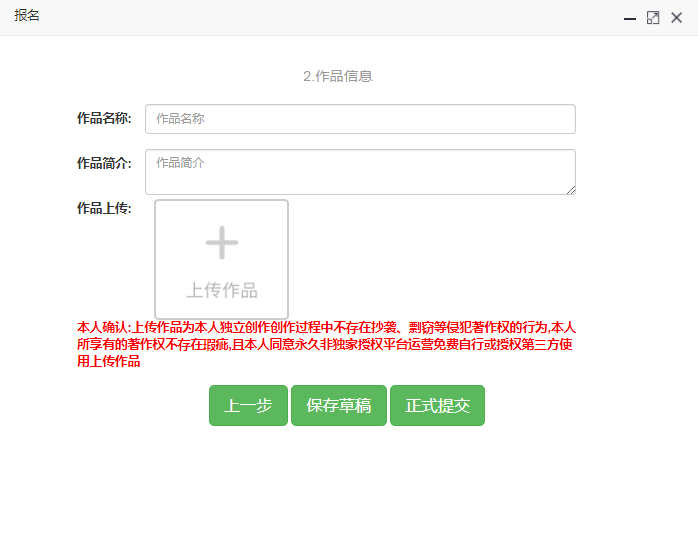 报名
2.作品信息
作品名称:
作品名称
作品简介:
作品简介
作品上传:
上传作品
本人确认:上传作品为本人独立创作创作过程中不存在抄袭、剽窃等侵犯著作权的行为,本人
所享有的著作权不存在瑕疵,且本人同意永久非独家授权平台运营免费自行或授权第三方使
用上传作品
上一步 保存草稿 正式提交